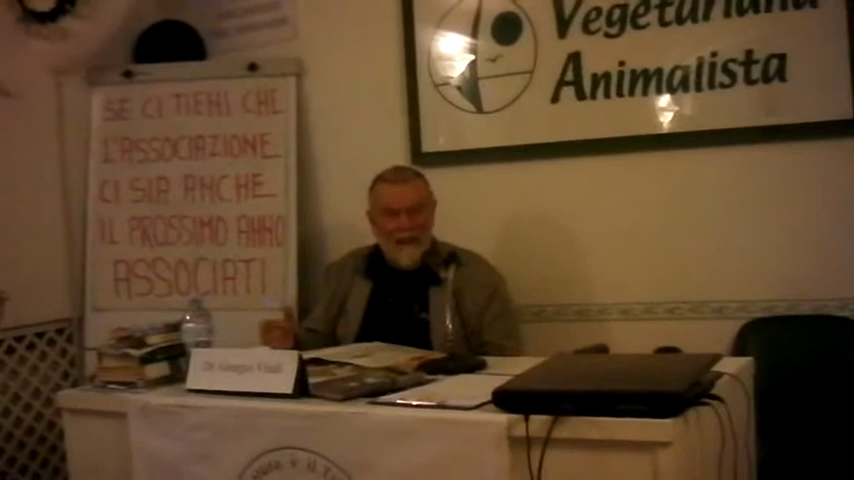 SE CI TIENI CHE
L'ASSOCIAZIONE
CI SIA ANCHE
IL PROSSIMO ANNO
ASSOCIATI
Vegetariana
Animalista